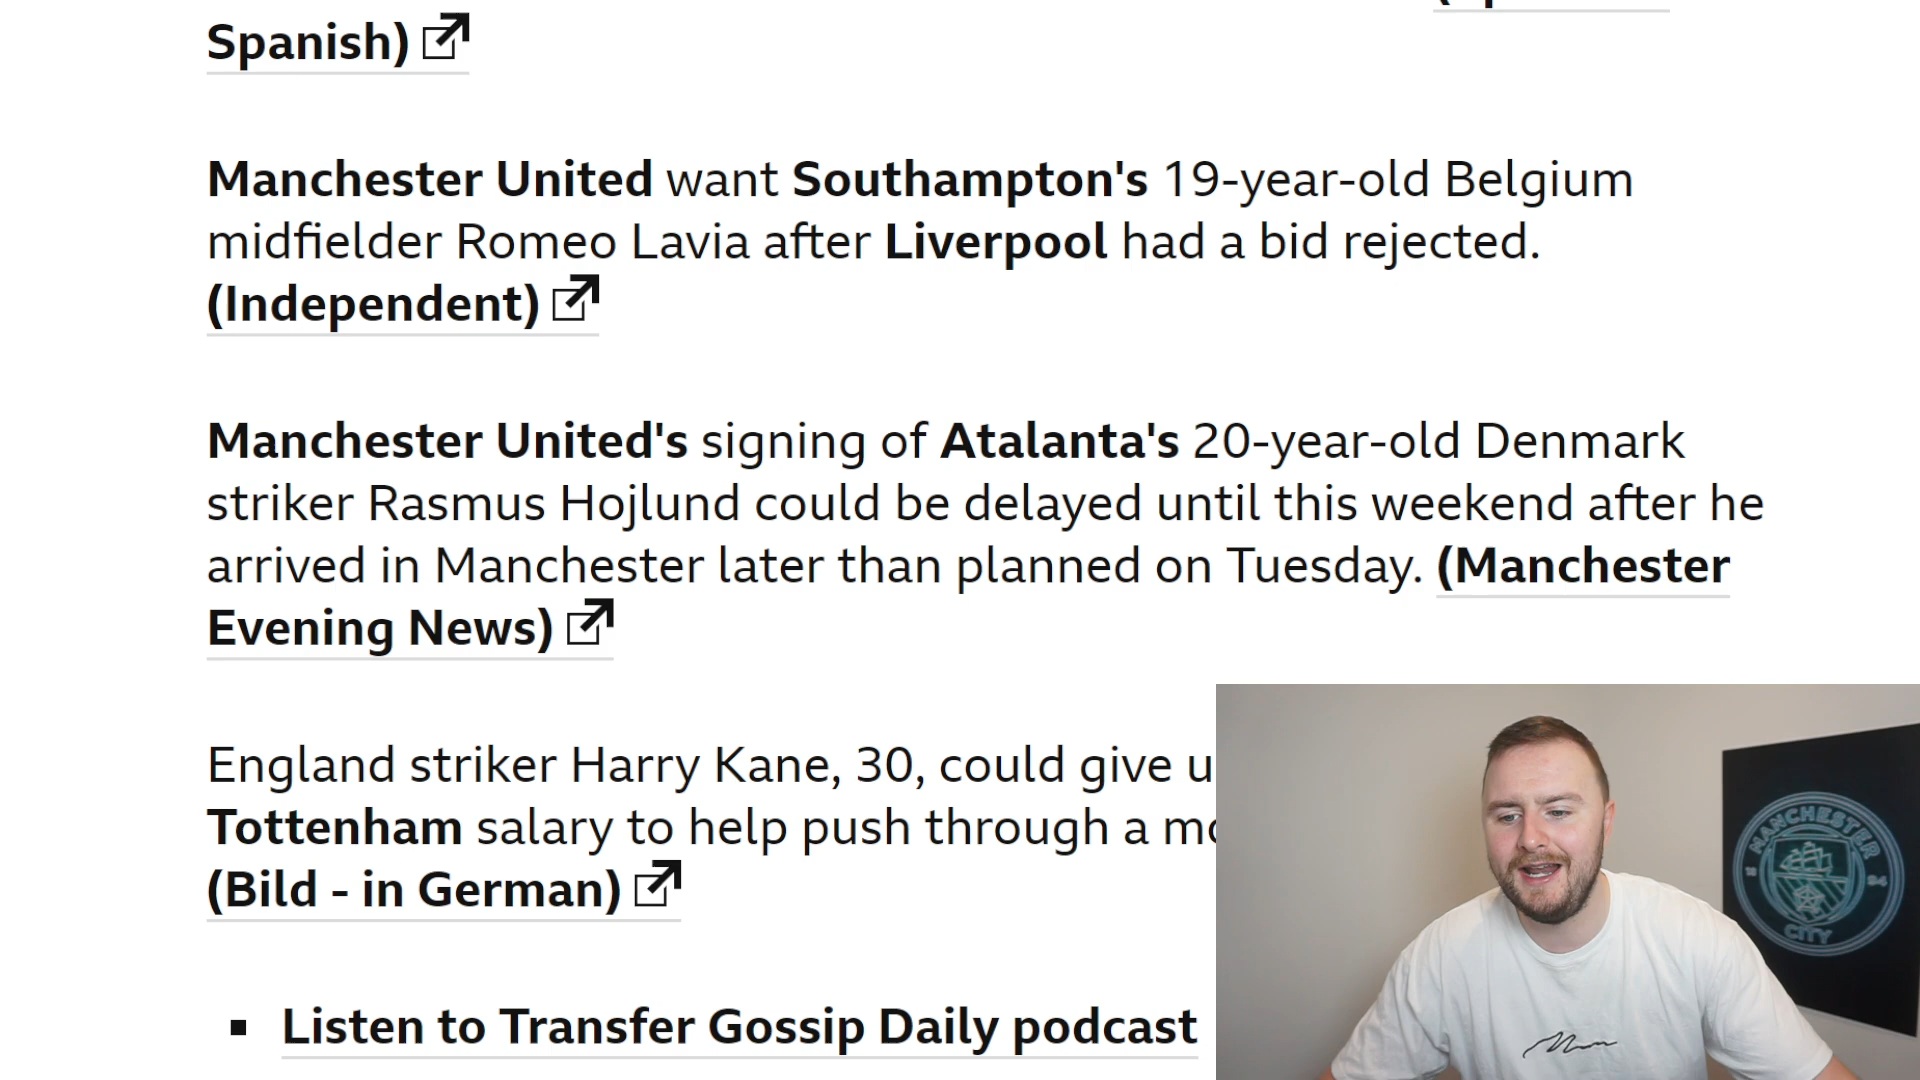 Spanish)
Manchester United want Southampton's 19-year-old Belgium
midfielder Romeo Lavia after Liverpool had a bid rejected.
(Independent)
Manchester United's signing of Atalanta's 20-year-old Denmark
striker Rasmus Hojlund could be delayed until this weekend after he
arrived in Manchester later than planned on Tuesday. (Manchester
Evening News)
England striker Harry Kane, 30, could give
Tottenham salary to help push through a
(Bild - in German)
▪ Listen to Transfer Gossip Daily podcast
MANCHESTER
18 94
CITY